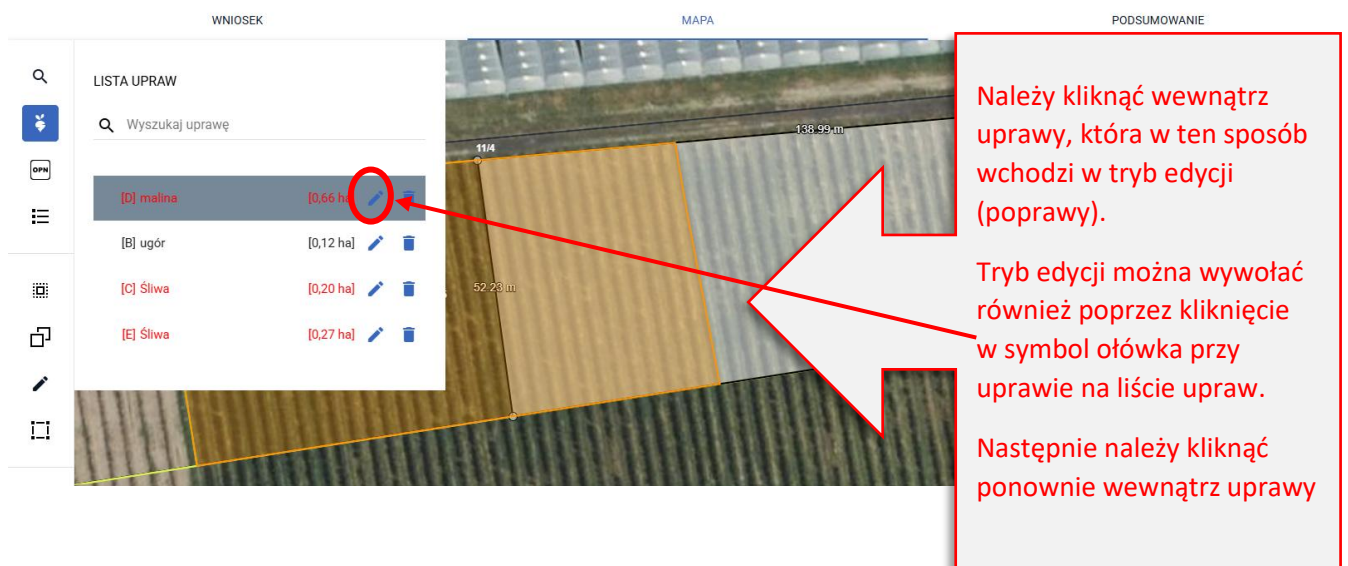 WNIOSEK
MAPA
PODSUMOWANIE
LISTA UPRAW
Wyszukaj uprawę
OPN
[D] malina [0,66 ha]
[B] ugór [0,12 ha]
[C] Śliwa [0,20 ha]
[E] Śliwa [0,27 ha]
11/4
138.99 m
52.23 m
Należy kliknąć wewnątrz
uprawy, która w ten sposób
wchodzi w tryb edycji
(poprawy).
Tryb edycji można wywołać
również poprzez kliknięcie
w symbol ołówka przy
uprawie na liście upraw.
Następnie należy kliknąć
ponownie wewnątrz uprawy